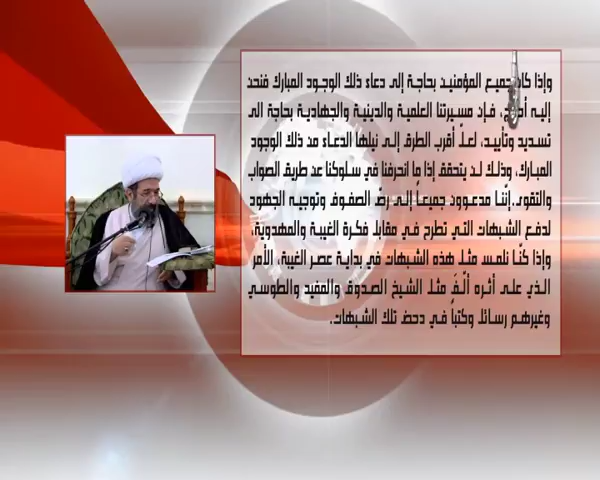 وإذا كان جميع المؤمنين بحاجة إلى دعاء ذلك الوجود المبارك فنحن
إليه أحوج، فإن مسيرتنا العلمية والدينية والجهادية بحاجة الى
تسديد وتأييد، لعلّ أقرب الطرق إلى نيلها الدعاء من ذلك الوجود
المبارك، وذلك لن يتحقق إذا ما انحرفنا في سلوكنا عن طريق الصواب
والتقوى.إنّنا مدعوون جميعاً إلى رصّ الصفوف وتوجيه الجهود
لدفع الشبهات التي تطرح في مقابل فكرة الغيبة والمهدوية،
وإذا كنّا نلمس مثل هذه الشبهات في بداية عصر الغيبة، الأمر
الذي على أثره ألّفَ مثل الشيخ الصدوق والمفيد والطوسي
وغيرهم رسائل وكتباً في دحض تلك الشبهات.